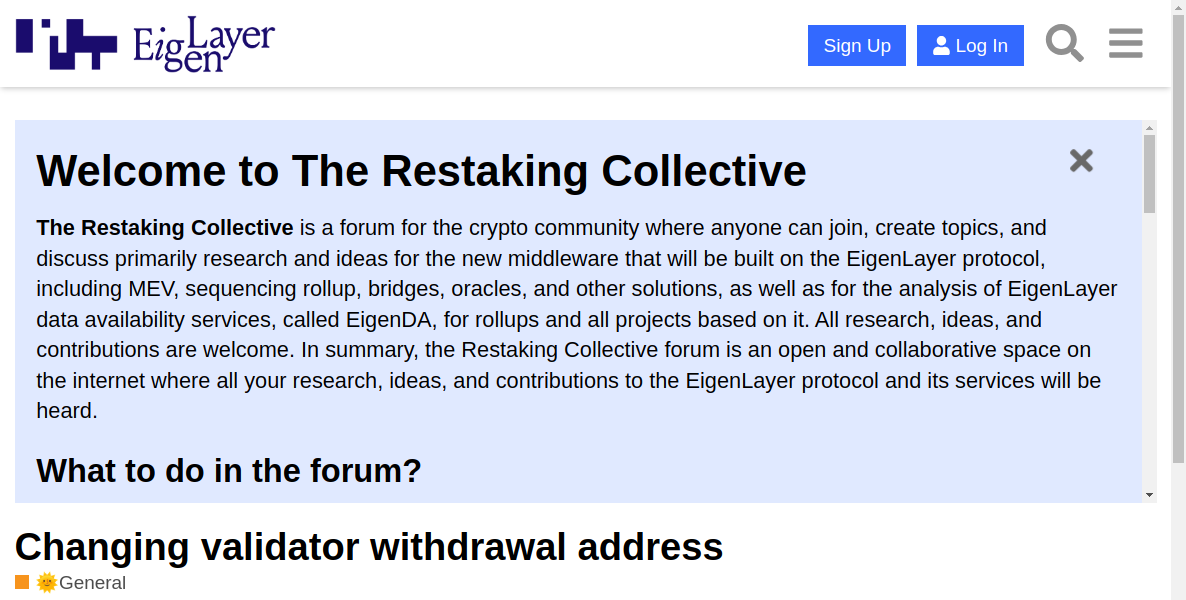 EigLayer
gen
Sign Up
Log In
Welcome to The Restaking Collective
The Restaking Collective is a forum for the crypto community where anyone can join, create topics, and
discuss primarily research and ideas for the new middleware that will be built on the EigenLayer protocol,
including MEV, sequencing rollup, bridges, oracles, and other solutions, as well as for the analysis of EigenLayer
data availability services, called EigenDA, for rollups and all projects based on it. All research, ideas, and
contributions are welcome. In summary, the Restaking Collective forum is an open and collaborative space on
the internet where all your research, ideas, and contributions to the EigenLayer protocol and its services will be
heard.
What to do in the forum?
Changing validator withdrawal address
🌞General